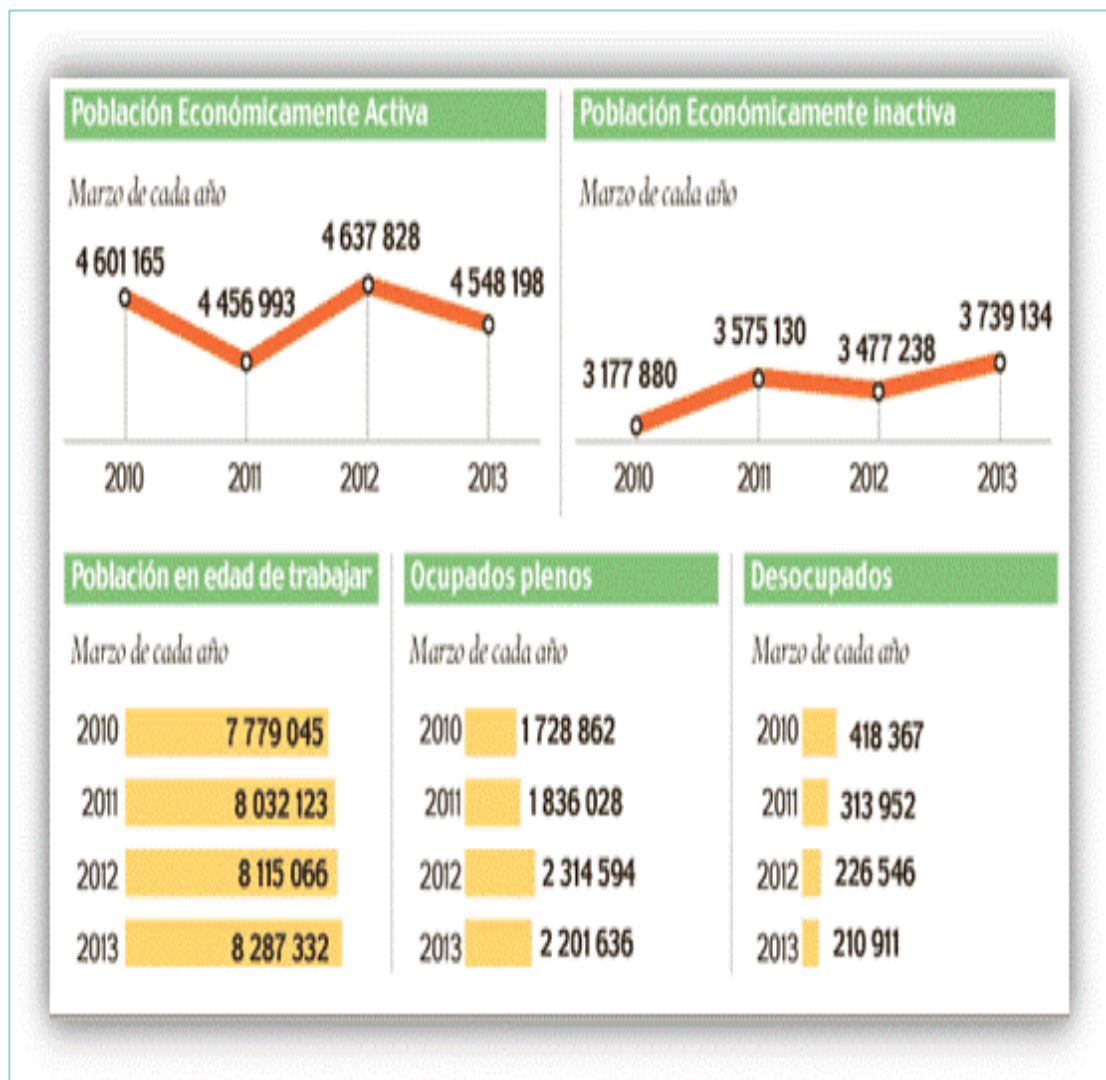 Población Económicamente Activa
Marzo de cada año
4 601 165
4 456 993
4 637 828
4 548 198
2010 2011 2012 2013
Población Económicamente inactiva
Marzo de cada año
3 177 880
3 575 130
3 477 238
3 739 134
2010 2011 2012 2013
Población en edad de trabajar
Marzo de cada año
2010 7 779 045
2011 8 032 123
2012 8 115 066
2013 8 287 332
Ocupados plenos
Marzo de cada año
2010 1 728 862
2011 1 836 028
2012 2 314 594
2013 2 201 636
Desocupados
Marzo de cada año
2010 418 367
2011 313 952
2012 226 546
2013 210 911